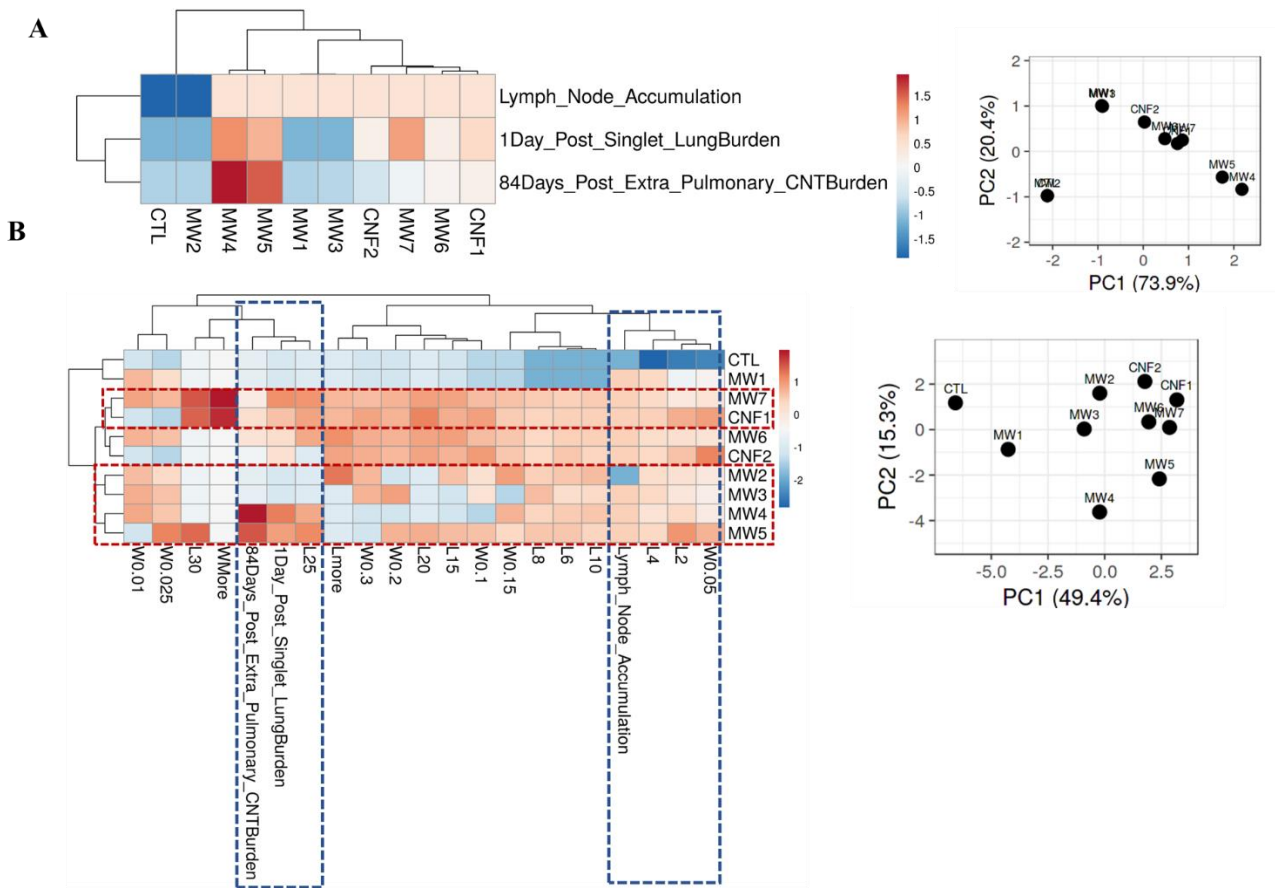 A
Lymph_Node_Accumulation
1Day_Post_Singlet_LungBurden
84Days_Post_Extra_Pulmonary_CNTBurden
CTL
MW2
MW4
MW5
MW1
MW3
CNF2
MW7
MW6
CNF1
1.5
1
0.5
0
-0.5
-1
-1.5
PC2 (20.4%)
2
1
0
-1
-2
CNF2
MW5
MW4
-2
-1
0
1
2
PC1 (73.9%)
B
CTL
MW1
MW7
CNF1
MW6
CNF2
MW2
MW3
MW4
MW5
1
0
-1
-2
W0.01
W0.025
L30
WMore
84Days_Post_Extra_Pulmonary_CNTBurden
1Day_Post_Singlet_LungBurden
L25
Lmore
W0.3
W0.2
L20
L15
W0.1
W0.15
L8
L6
L10
Lymph_Node_Accumulation
L4
L2
W0.05
PC2 (15.3%)
2
0
-2
-4
CTL
MW1
MW2
MW3
MW4
CNF2
CNF1
MW6
MW7
MW5
-5.0
-2.5
0.0
2.5
PC1 (49.4%)